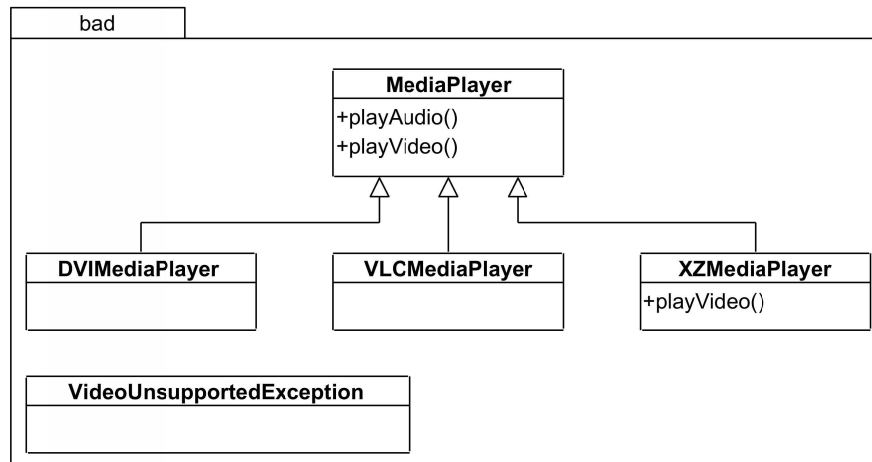 bad
MediaPlayer
+playAudio()
+playVideo()
DVIMediaPlayer
VLCMediaPlayer
XZMediaPlayer
+playVideo()
VideoUnsupportedException